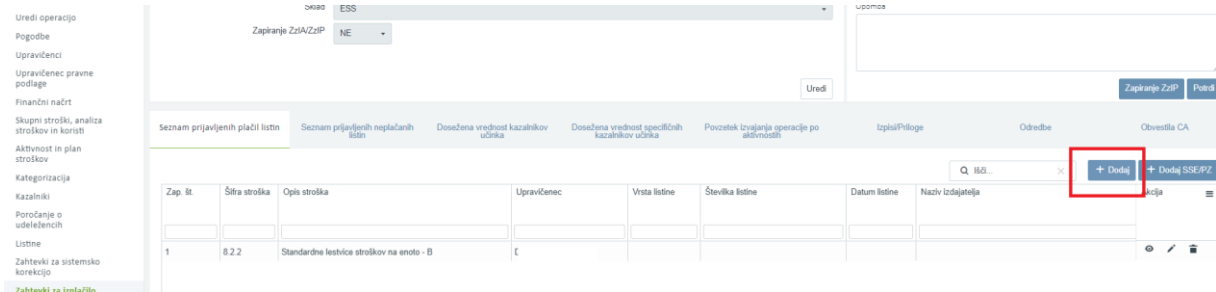 Uredi operacijo
Pogodbe
Upravičenci
Upravičenec pravne
podlage
Finančni načrt
Skupni stroški, analiza
stroškov in koristi
Aktivnost in plan
stroškov
Kategorizacija
Kazalniki
Poročanje o
udeležencih
Listine
Zahtevki za sistemsko
korekcijo
Zahtevki za izplačilo
Sklad ESS
Zapiranje ZzIA/ZzIP NE
Uredi
Opomba
Zapiranje ZzIP Potrdi
Seznam prijavljenih plačil listin
Seznam prijavljenih neplačanih
listin
Dosežena vrednost kazalnikov
učinka
Dosežena vrednost specifičnih
kazalnikov učinka
Povzetek izvajanja operacije po
aktivnostih
Izpisi/Priloge
Odredbe
Obvestila CA
Išči...
+ Dodaj
+ Dodaj SSE/PZ
Zap. št. Šifra stroška Opis stroška Upravičenec Vrsta listine Številka listine Datum listine Naziv izdajatelja Akcija
1 8.2.2 Standardne lestvice stroškov na enoto - B